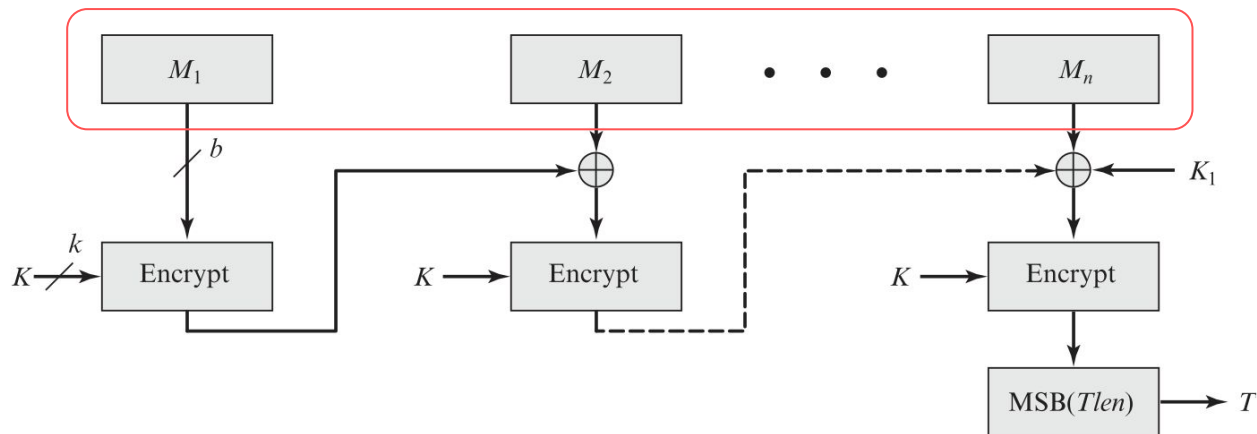 M₁ M₂ • • • Mₙ
b
K₁
k
K Encrypt K Encrypt K Encrypt
MSB(Tlen) T